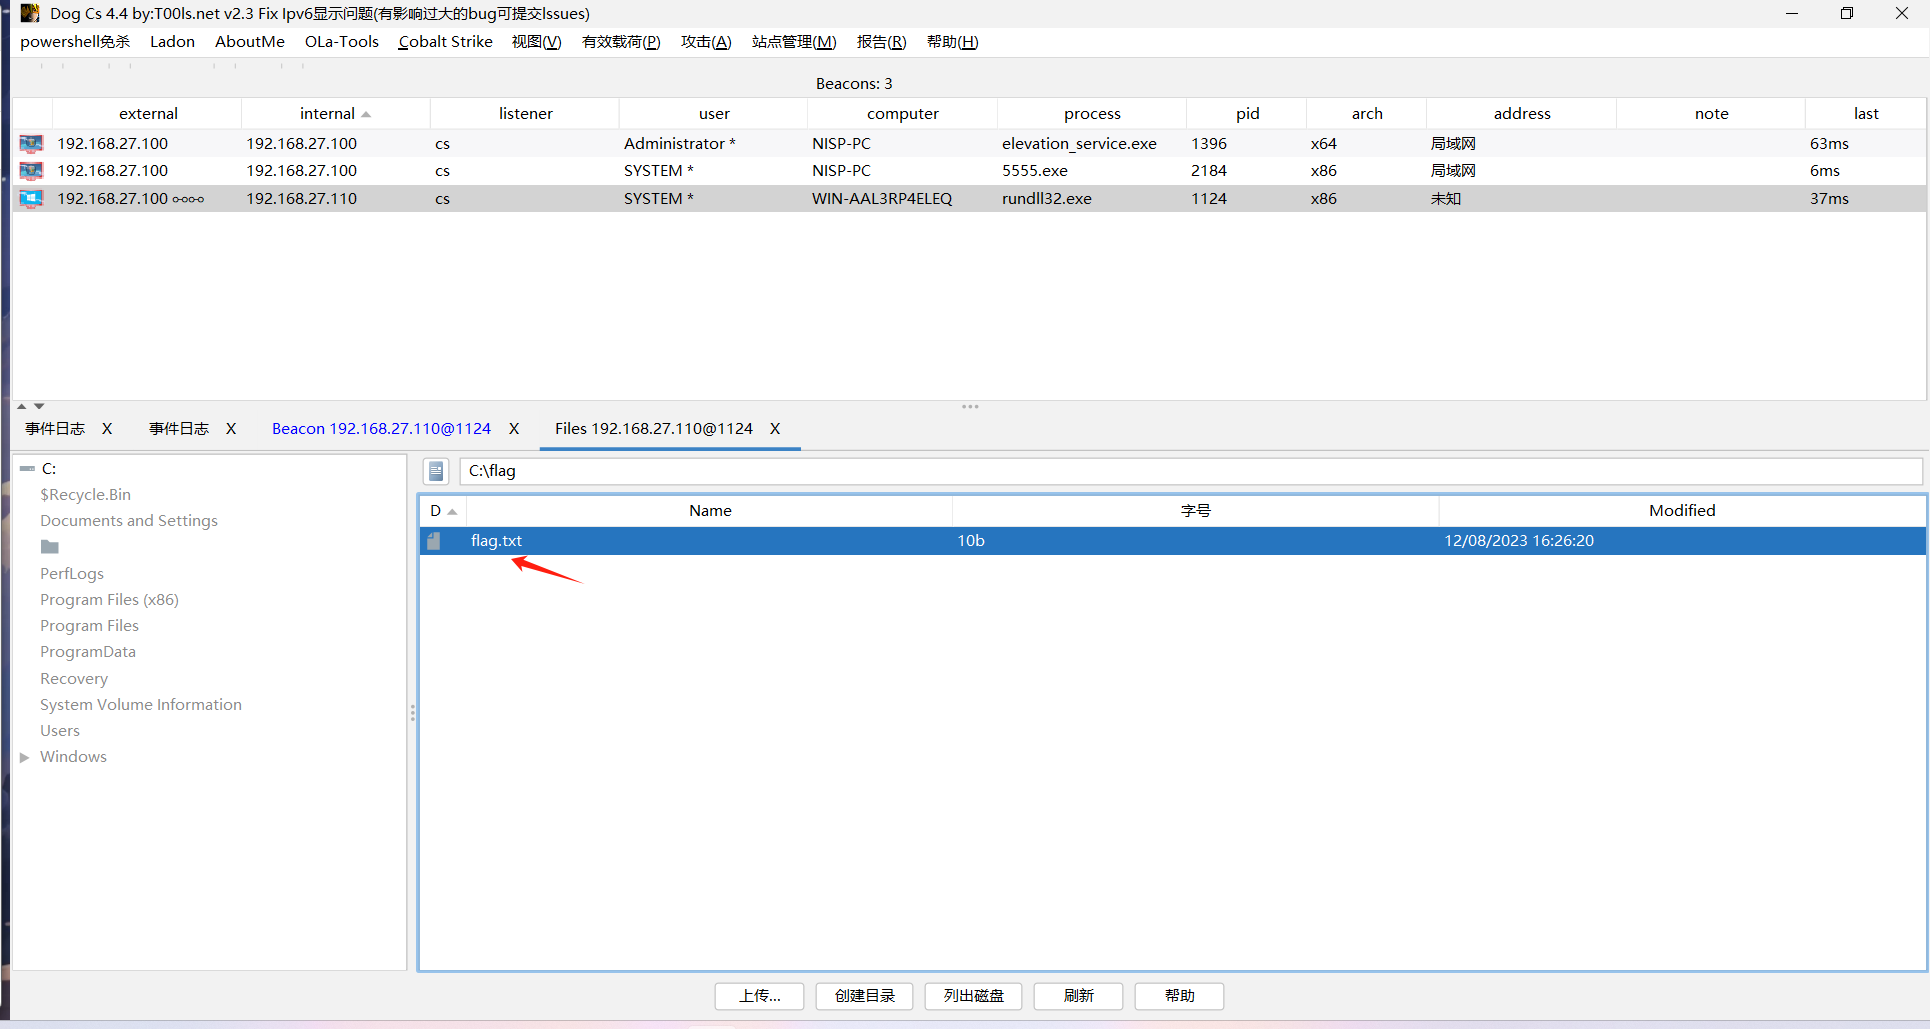 Dog Cs 4.4 by:T00ls.net v2.3 Fix Ipv6显示问题(有影响过大的bug可提交Issues)
powershell免杀 Ladon AboutMe OLa-Tools Cobalt Strike 视图(V) 有效载荷(P) 攻击(A) 站点管理(M) 报告(R) 帮助(H)
Beacons: 3
external internal listener user computer process pid arch address note last
192.168.27.100 192.168.27.100 cs Administrator * NISP-PC elevation_service.exe 1396 x64 局域网 63ms
192.168.27.100 192.168.27.100 cs SYSTEM * NISP-PC 5555.exe 2184 x86 局域网 6ms
192.168.27.100 192.168.27.110 cs SYSTEM * WIN-AAL3RP4ELEQ rundll32.exe 1124 x86 未知 37ms
事件日志 X 事件日志 X Beacon 192.168.27.110@1124 X Files 192.168.27.110@1124 X
C:
$Recycle.Bin
Documents and Settings
PerfLogs
Program Files (x86)
Program Files
ProgramData
Recovery
System Volume Information
Users
Windows
C:\flag
D Name 字号 Modified
flag.txt 10b 12/08/2023 16:26:20
上传... 创建目录 列出磁盘 刷新 帮助